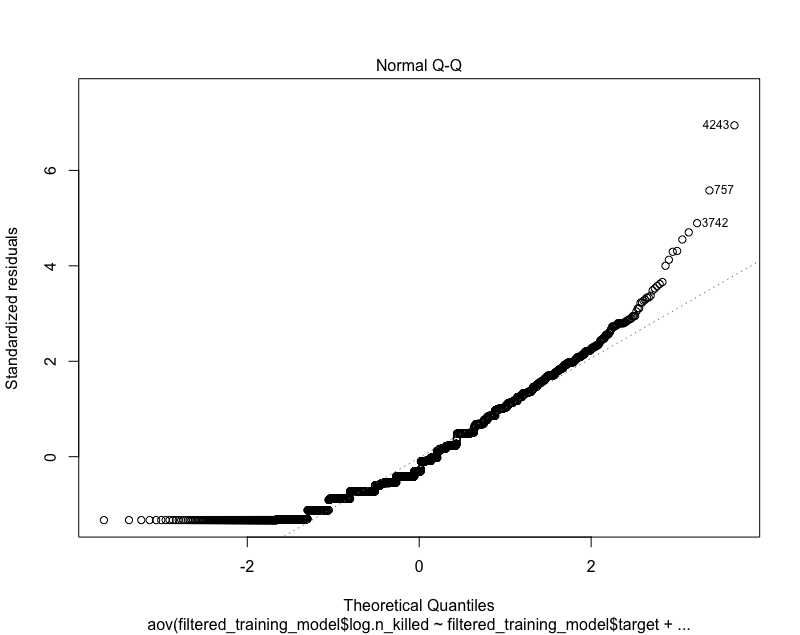 Normal Q-Q
4243
757
3742
6
4
2
0
Standardized residuals
-2
0
2
Theoretical Quantiles
aov(filtered_training_model$log.n_killed ~ filtered_training_model$target + ...